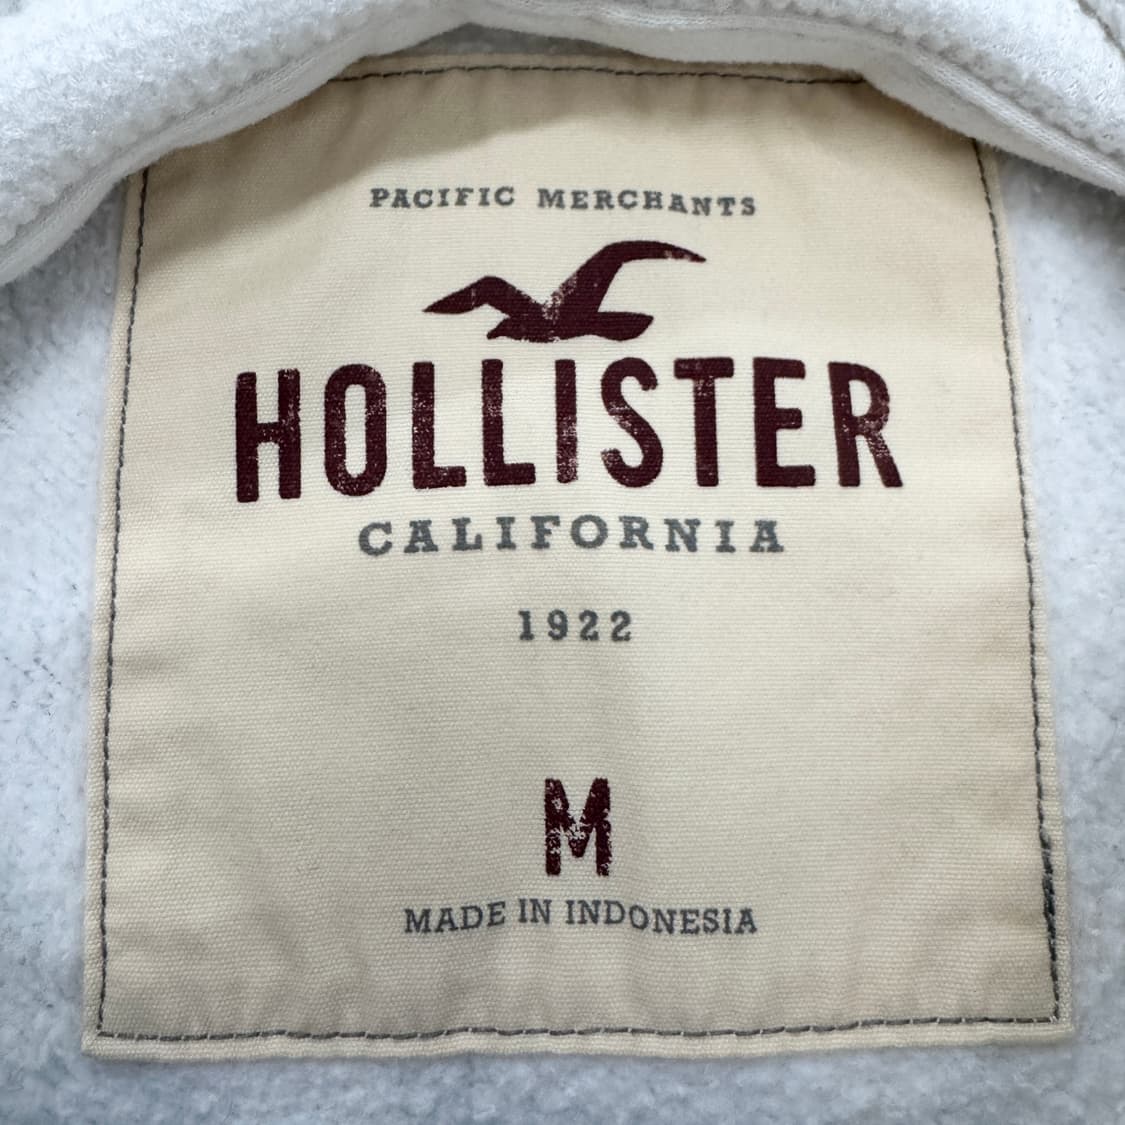 PACIFIC MERCHANTS
HOLLISTER
CALIFORNIA
1922
M
MADE IN INDONESIA